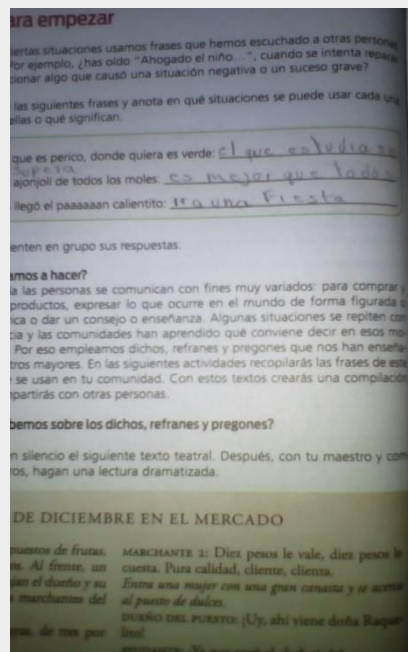 ara empezar
iertas situaciones usamos frases que hemos escuchado a otras personas
Por ejemplo, ¿has oído "Ahogado el niño...", cuando se intenta repara
cionar algo que causó una situación negativa o un suceso grave?
las siguientes frases y anota en qué situaciones se puede usar cada una
ellas o qué significan.
que es perico, donde quiera es verde: el que estudia se
supera
ajonjolí de todos los moles: es mejor que todos
llegó el paaaaaan calientito: ir a una Fiesta
enten en grupo sus respuestas.
amos a hacer?
a las personas se comunican con fines muy variados: para comprar y
productos, expresar lo que ocurre en el mundo de forma figurada o
ica o dar un consejo o enseñanza. Algunas situaciones se repiten con
cia y las comunidades han aprendido qué conviene decir en esos mo-
Por eso empleamos dichos, refranes y pregones que nos han enseña-
tros mayores. En las siguientes actividades recopilarás las frases de este
se usan en tu comunidad. Con estos textos crearás una compilación
partirás con otras personas.
bemos sobre los dichos, refranes y pregones?
n silencio el siguiente texto teatral. Después, con tu maestro y com
ros, hagan una lectura dramatizada.
DE DICIEMBRE EN EL MERCADO
puestos de frutas,
os. Al frente, un
jan el dueño y su
s marchantes del
yas, de tres por
MARCHANTE 2: Diez pesos le vale, diez pesos le
cuesta. Pura calidad, cliente, clienta.
Entra una mujer con una gran canasta y se acerca
al puesto de dulces.
DUEÑO DEL PUESTO: ¡Uy, ahí viene doña Raque-
lito!